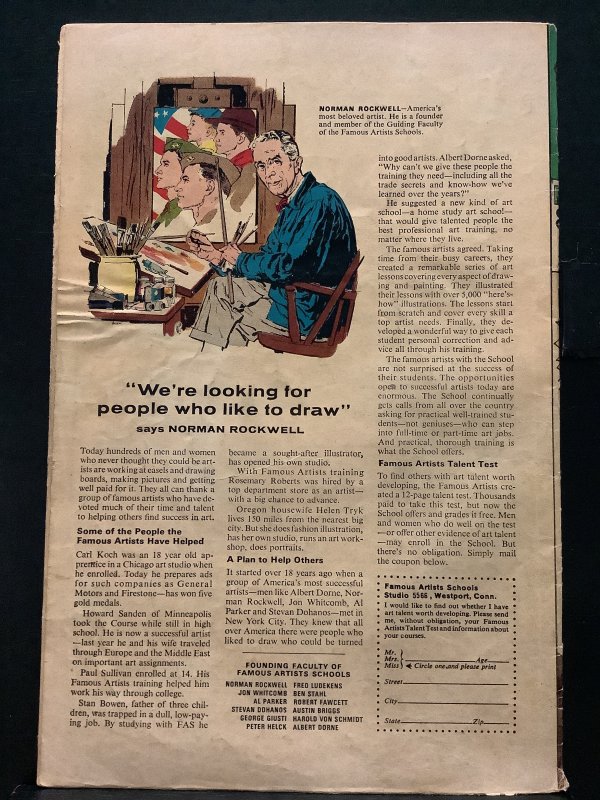 NORMAN ROCKWELL—America's
most beloved artist. He is a founder
and member of the Guiding Faculty
of the Famous Artists Schools.
"We're looking for
people who like to draw"
says NORMAN ROCKWELL
Today hundreds of men and women
who never thought they could be art-
ists are working at easels and drawing
boards, making pictures and getting
well paid for it. They all can thank a
group of famous artists who have de-
voted much of their time and talent
to helping others find success in art.
Some of the People the
Famous Artists Have Helped
Carl Koch was an 18 year old ap-
prentice in a Chicago art studio when
he enrolled. Today he prepares ads
for such companies as General
Motors and Firestone—has won five
gold medals.
Howard Sanden of Minneapolis
took the Course while still in high
school. He is now a successful artist
—last year he and his wife traveled
through Europe and the Middle East
on important art assignments.
Paul Sullivan enrolled at 14. His
Famous Artists training helped him
work his way through college.
Stan Bowen, father of three chil-
dren, was trapped in a dull, low-pay-
ing job. By studying with FAS he
became a sought-after illustrator,
has opened his own studio.
With Famous Artists training
Rosemary Roberts was hired by a
top department store as an artist—
with a big chance to advance.
Oregon housewife Helen Tryk
lives 150 miles from the nearest big
city. But she does fashion illustration,
has her own studio, runs an art work-
shop, does portraits.
A Plan to Help Others
It started over 18 years ago when a
group of America's most successful
artists—men like Albert Dorne, Nor-
man Rockwell, Jon Whitcomb, Al
Parker and Stevan Dohanos—met in
New York City. They knew that all
over America there were people who
liked to draw who could be turned
FOUNDING FACULTY OF
FAMOUS ARTISTS SCHOOLS
NORMAN ROCKWELL FRED LUDEKENS
JON WHITCOMB BEN STAHL
AL PARKER ROBERT FAWCETT
STEVAN DOHANOS AUSTIN BRIGGS
GEORGE GIUSTI HAROLD VON SCHMIDT
PETER HELCK ALBERT DORNE
into good artists. Albert Dorne asked,
"Why can't we give these people the
training they need—including all the
trade secrets and know-how we've
learned over the years?"
He suggested a new kind of art
school—a home study art school—
that would give talented people the
best professional art training, no
matter where they live.
The famous artists agreed. Taking
time from their busy careers, they
created a remarkable series of art
lessons covering every aspect of draw-
ing and painting. They illustrated
their lessons with over 5,000 "here's-
how" illustrations. The lessons start
from scratch and cover every skill a
top artist needs. Finally, they de-
veloped a wonderful way to give each
student personal correction and ad-
vice all through his training.
The famous artists with the School
are not surprised at the success of
their students. The opportunities
open to successful artists today are
enormous. The School continually
gets calls from all over the country
asking for practical well-trained stu-
dents—not geniuses—who can step
into full-time or part-time art jobs.
And practical, thorough training is
what the School offers.
Famous Artists Talent Test
To find others with art talent worth
developing, the Famous Artists cre-
ated a 12-page talent test. Thousands
paid to take this test, but now the
School offers and grades it free. Men
and women who do well on the test
—or offer other evidence of art talent
—may enroll in the School. But
there's no obligation. Simply mail
the coupon below.
Famous Artists Schools
Studio 5566, Westport, Conn.
I would like to find out whether I have
art talent worth developing. Please send
me, without obligation, your Famous
Artists Talent Test and information about
your courses.
Mr.
Mrs. Age
Miss Circle one and please print
Street
City
State Zip